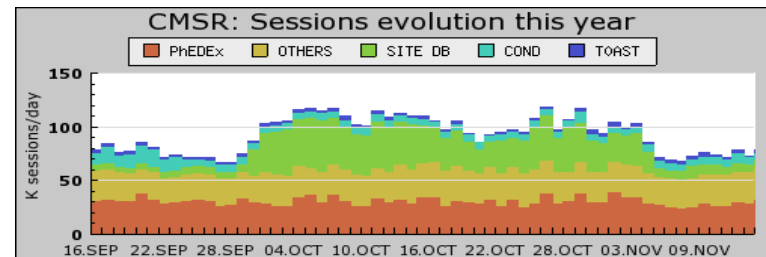 CMSR: Sessions evolution this year
PhEDEx OTHERS SITE DB COND TOAST
150
100
50
0
K sessions/day
16.SEP 22.SEP 28.SEP 04.OCT 10.OCT 16.OCT 22.OCT 28.OCT 03.NOV 09.NOV